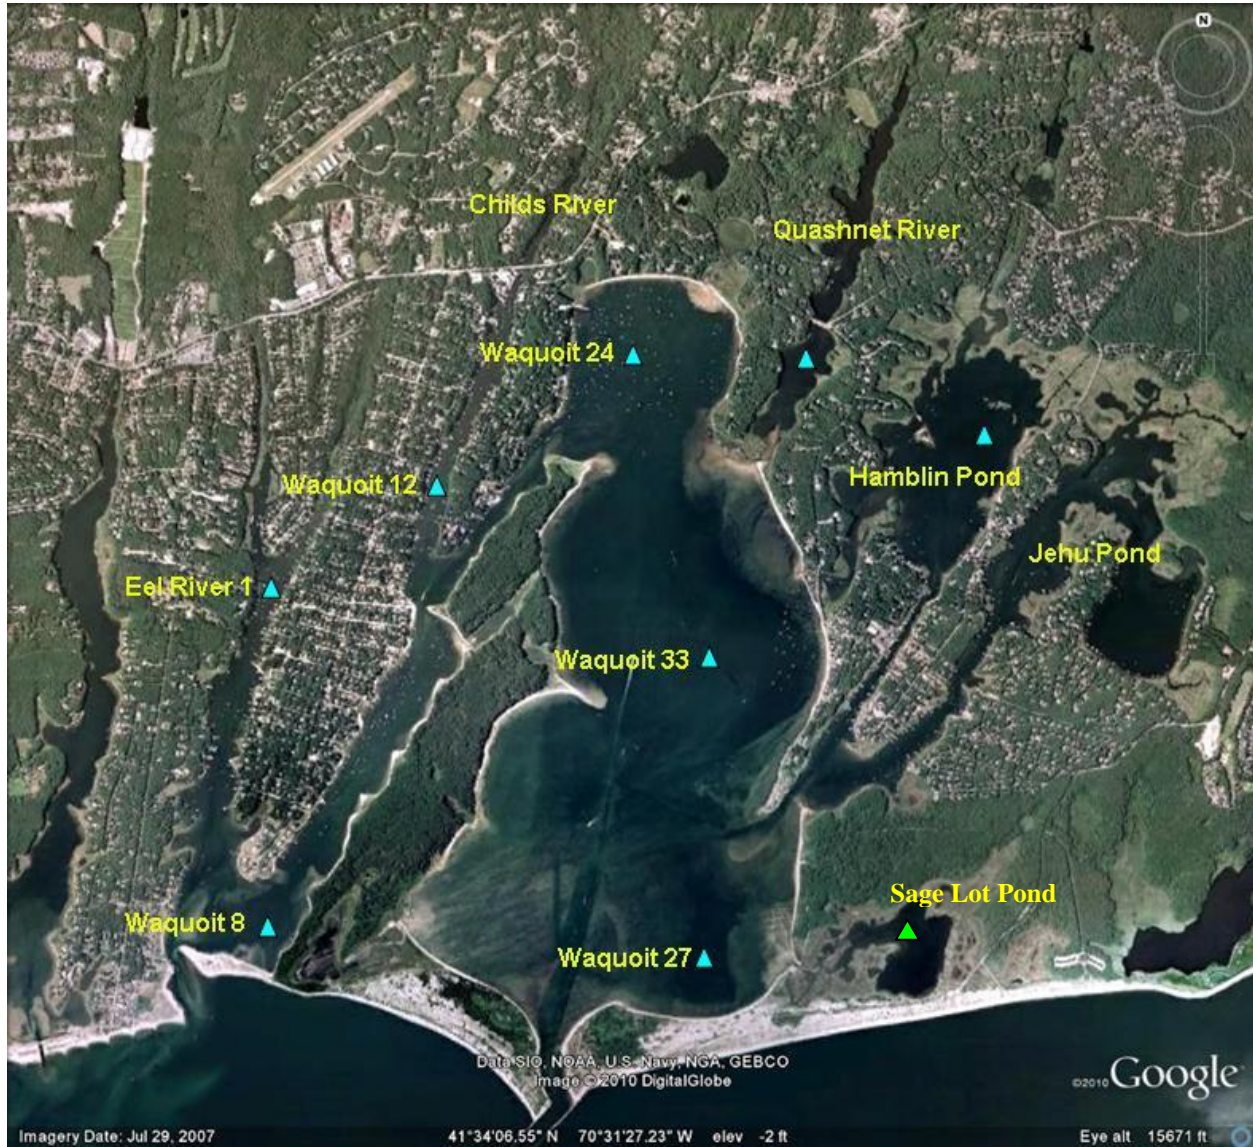 N
Childs River
Quashnet River
Waquoit 24
Hamblin Pond
Waquoit 12
Jehu Pond
Eel River 1
Waquoit 33
Sage Lot Pond
Waquoit 8
Waquoit 27
Data SIO, NOAA, U.S. Navy, NGA, GEBCO
Image © 2010 DigitalGlobe
©2010 Google
Imagery Date: Jul 29, 2007 41°34'06.55" N 70°31'27.23" W elev -2 ft Eye alt 15671 ft